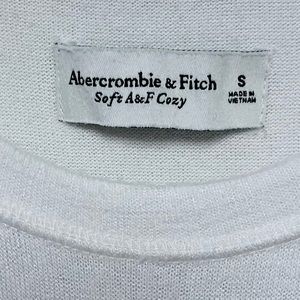 Abercrombie & Fitch
Soft A&F Cozy
S
MADE IN
VIETNAM